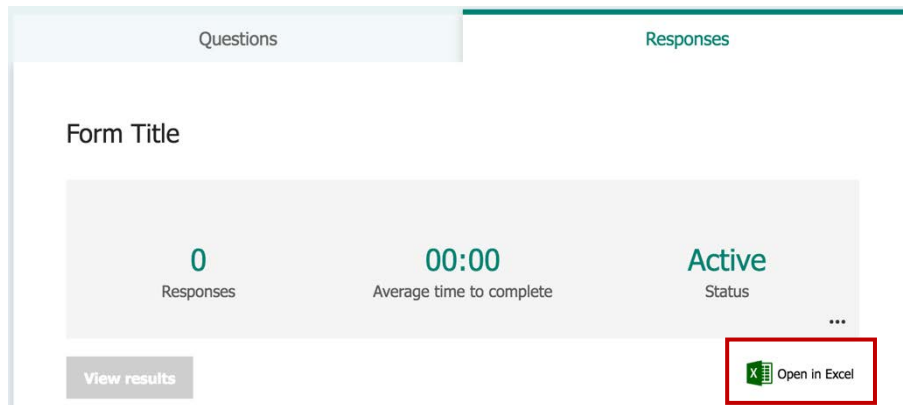 Questions
Responses
Form Title
0
Responses
00:00
Average time to complete
Active
Status
...
View results
Open in Excel